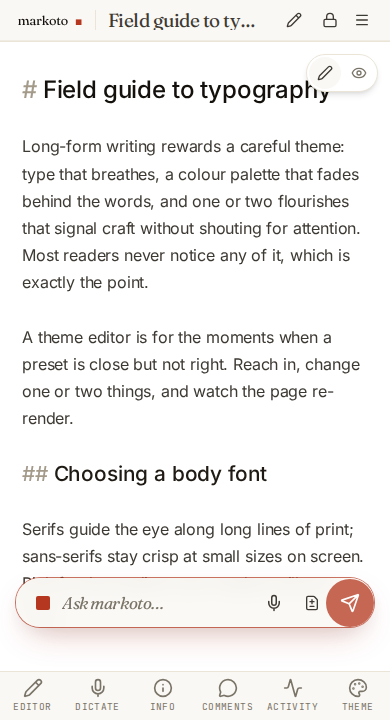 markoto
Field guide to ty...
# Field guide to typography
Long-form writing rewards a careful theme:
type that breathes, a colour palette that fades
behind the words, and one or two flourishes
that signal craft without shouting for attention.
Most readers never notice any of it, which is
exactly the point.
A theme editor is for the moments when a
preset is close but not right. Reach in, change
one or two things, and watch the page re-
render.
## Choosing a body font
Serifs guide the eye along long lines of print;
sans-serifs stay crisp at small sizes on screen.
Ask markoto...
EDITOR DICTATE INFO COMMENTS ACTIVITY THEME